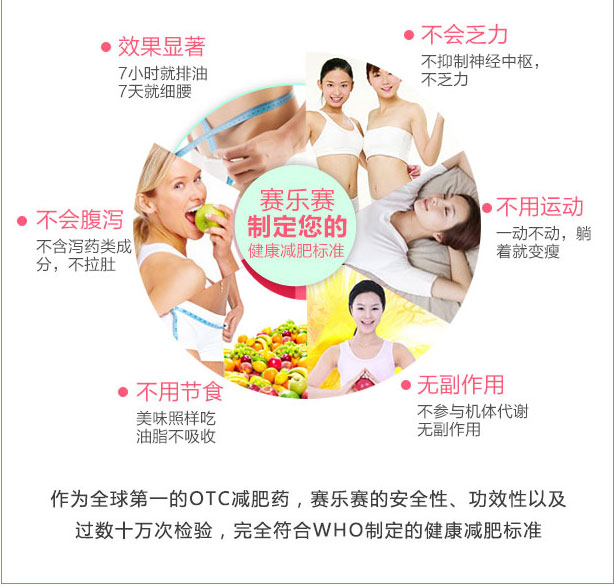 效果显著
7小时就排油
7天就细腰
不会乏力
不抑制神经中枢，
不乏力
不会腹泻
不含泻药类成
分，不拉肚
赛乐赛
制定您的
健康减肥标准
不用运动
一动不动，躺
着就变瘦
不用节食
美味照样吃
油脂不吸收
无副作用
不参与机体代谢
无副作用
作为全球第一的OTC减肥药，赛乐赛的安全性、功效性以及
过数十万次检验，完全符合WHO制定的健康减肥标准